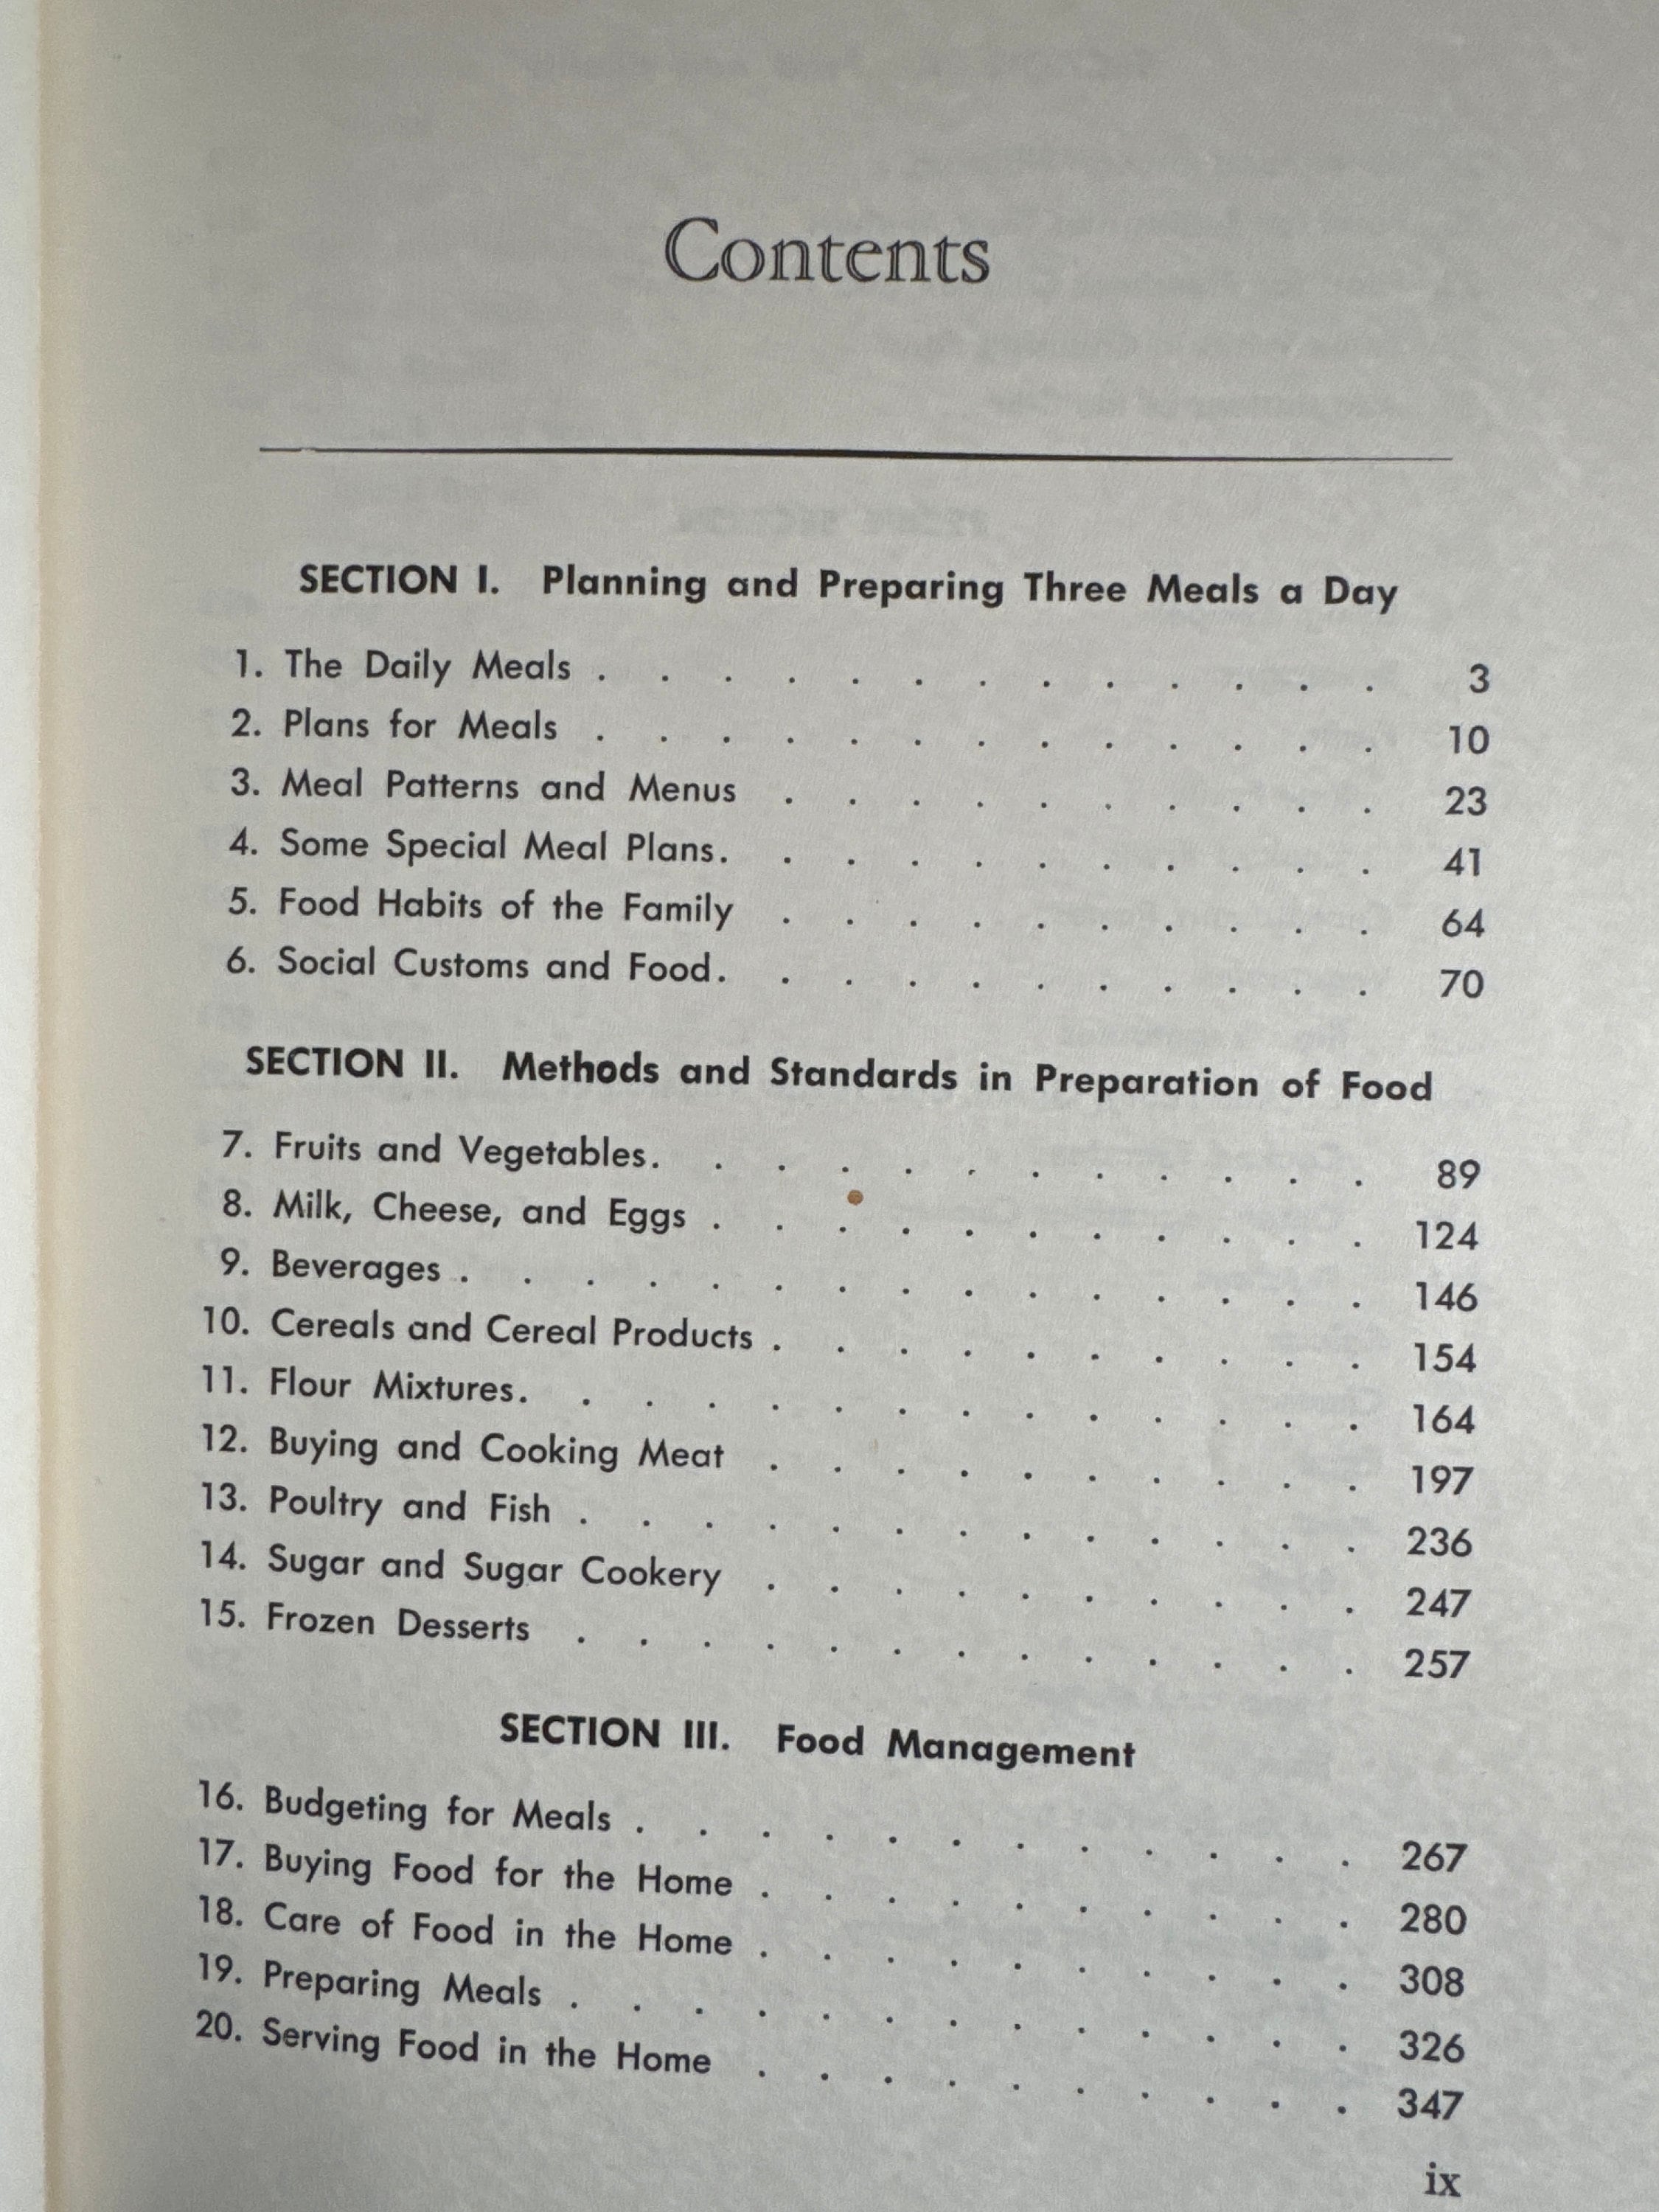 Contents
SECTION I. Planning and Preparing Three Meals a Day
1. The Daily Meals . . . . . . . . . . . . . 3
2. Plans for Meals . . . . . . . . . . . . . 10
3. Meal Patterns and Menus . . . . . . . . . . 23
4. Some Special Meal Plans. . . . . . . . . . . 41
5. Food Habits of the Family . . . . . . . . . . 64
6. Social Customs and Food. . . . . . . . . . . 70
SECTION II. Methods and Standards in Preparation of Food
7. Fruits and Vegetables. . . . . . . . . . . . 89
8. Milk, Cheese, and Eggs . . . . . . . . . . . 124
9. Beverages . . . . . . . . . . . . . . . 146
10. Cereals and Cereal Products . . . . . . . . . . 154
11. Flour Mixtures. . . . . . . . . . . . . . 164
12. Buying and Cooking Meat . . . . . . . . . . 197
13. Poultry and Fish . . . . . . . . . . . . . 236
14. Sugar and Sugar Cookery . . . . . . . . . . 247
15. Frozen Desserts . . . . . . . . . . . . . 257
SECTION III. Food Management
16. Budgeting for Meals . . . . . . . . . . . . 267
17. Buying Food for the Home . . . . . . . . . . 280
18. Care of Food in the Home . . . . . . . . . . 308
19. Preparing Meals . . . . . . . . . . . . . 326
20. Serving Food in the Home . . . . . . . . . . 347
ix